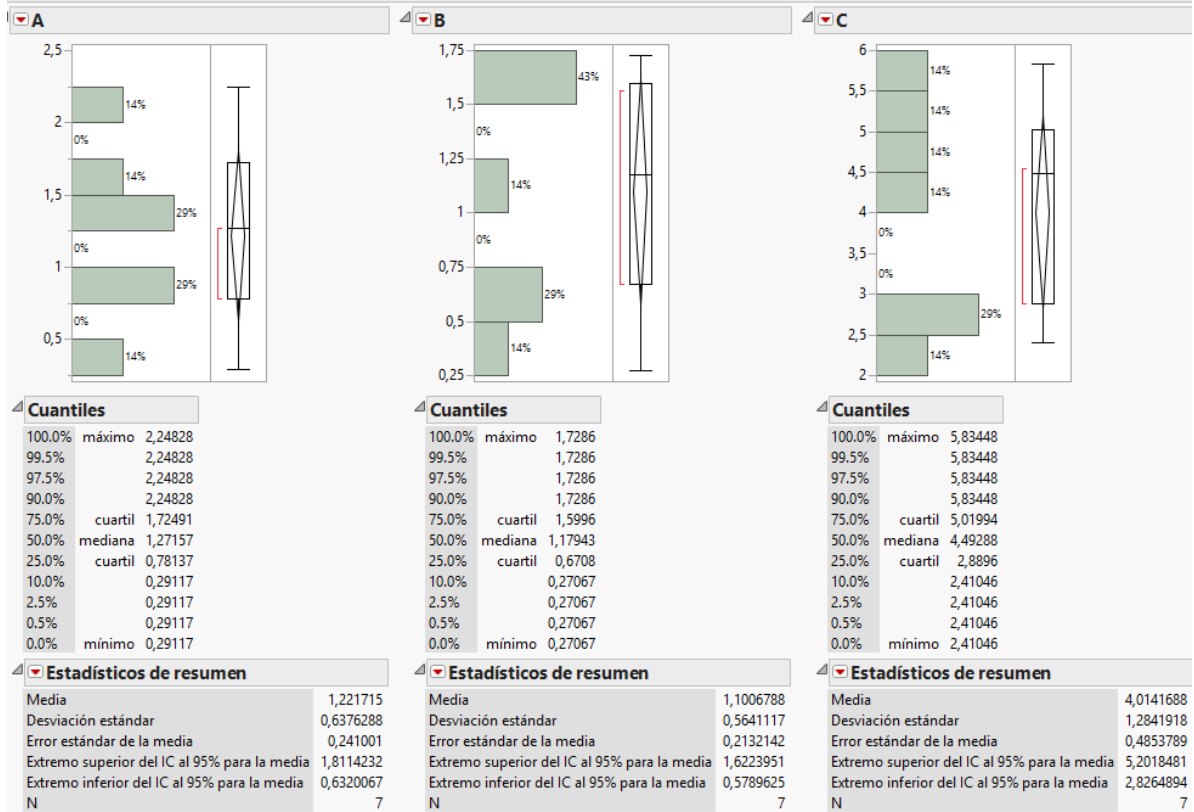 A
2,5
2
1,5
1
0,5
14%
0%
14%
29%
0%
29%
0%
14%
Cuantiles
100.0% máximo 2,24828
99.5% 2,24828
97.5% 2,24828
90.0% 2,24828
75.0% cuartil 1,72491
50.0% mediana 1,27157
25.0% cuartil 0,78137
10.0% 0,29117
2.5% 0,29117
0.5% 0,29117
0.0% mínimo 0,29117
Estadísticos de resumen
Media 1,221715
Desviación estándar 0,6376288
Error estándar de la media 0,241001
Extremo superior del IC al 95% para la media 1,8114232
Extremo inferior del IC al 95% para la media 0,6320067
N 7
B
1,75
1,5
1,25
1
0,75
0,5
0,25
43%
0%
14%
0%
29%
14%
Cuantiles
100.0% máximo 1,7286
99.5% 1,7286
97.5% 1,7286
90.0% 1,7286
75.0% cuartil 1,5996
50.0% mediana 1,17943
25.0% cuartil 0,6708
10.0% 0,27067
2.5% 0,27067
0.5% 0,27067
0.0% mínimo 0,27067
Estadísticos de resumen
Media 1,1006788
Desviación estándar 0,5641117
Error estándar de la media 0,2132142
Extremo superior del IC al 95% para la media 1,6223951
Extremo inferior del IC al 95% para la media 0,5789625
N 7
C
6
5,5
5
4,5
4
3,5
3
2,5
2
14%
14%
14%
14%
0%
0%
29%
14%
Cuantiles
100.0% máximo 5,83448
99.5% 5,83448
97.5% 5,83448
90.0% 5,83448
75.0% cuartil 5,01994
50.0% mediana 4,49288
25.0% cuartil 2,8896
10.0% 2,41046
2.5% 2,41046
0.5% 2,41046
0.0% mínimo 2,41046
Estadísticos de resumen
Media 4,0141688
Desviación estándar 1,2841918
Error estándar de la media 0,4853789
Extremo superior del IC al 95% para la media 5,2018481
Extremo inferior del IC al 95% para la media 2,8264894
N 7